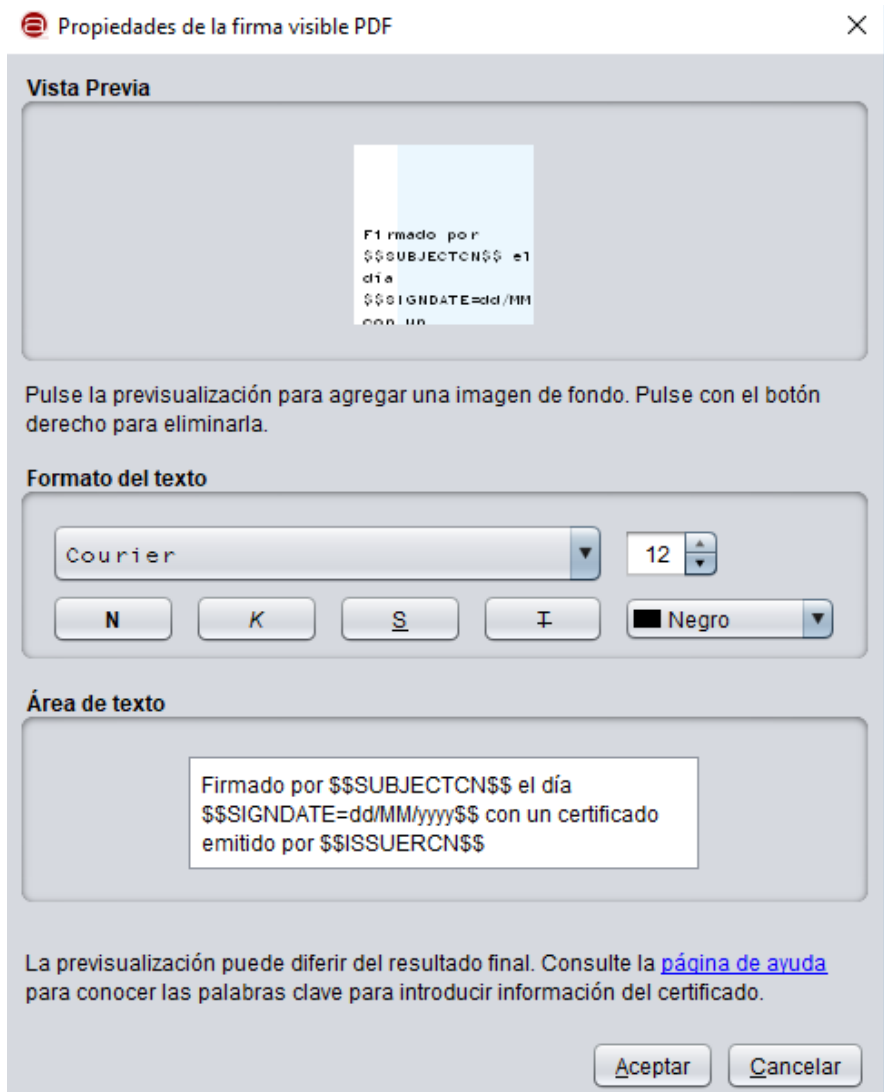 Propiedades de la firma visible PDF
Vista Previa
Firmado por
$$SUBJECTCN$$ el
día
$$SIGNDATE=dd/MM
con un
Pulse la previsualización para agregar una imagen de fondo. Pulse con el botón
derecho para eliminarla.
Formato del texto
Courier
12
N K S T Negro
Área de texto
Firmado por $$SUBJECTCN$$ el día
$$SIGNDATE=dd/MM/yyyy$$ con un certificado
emitido por $$ISSUERCN$$
La previsualización puede diferir del resultado final. Consulte la página de ayuda
para conocer las palabras clave para introducir información del certificado.
Aceptar Cancelar